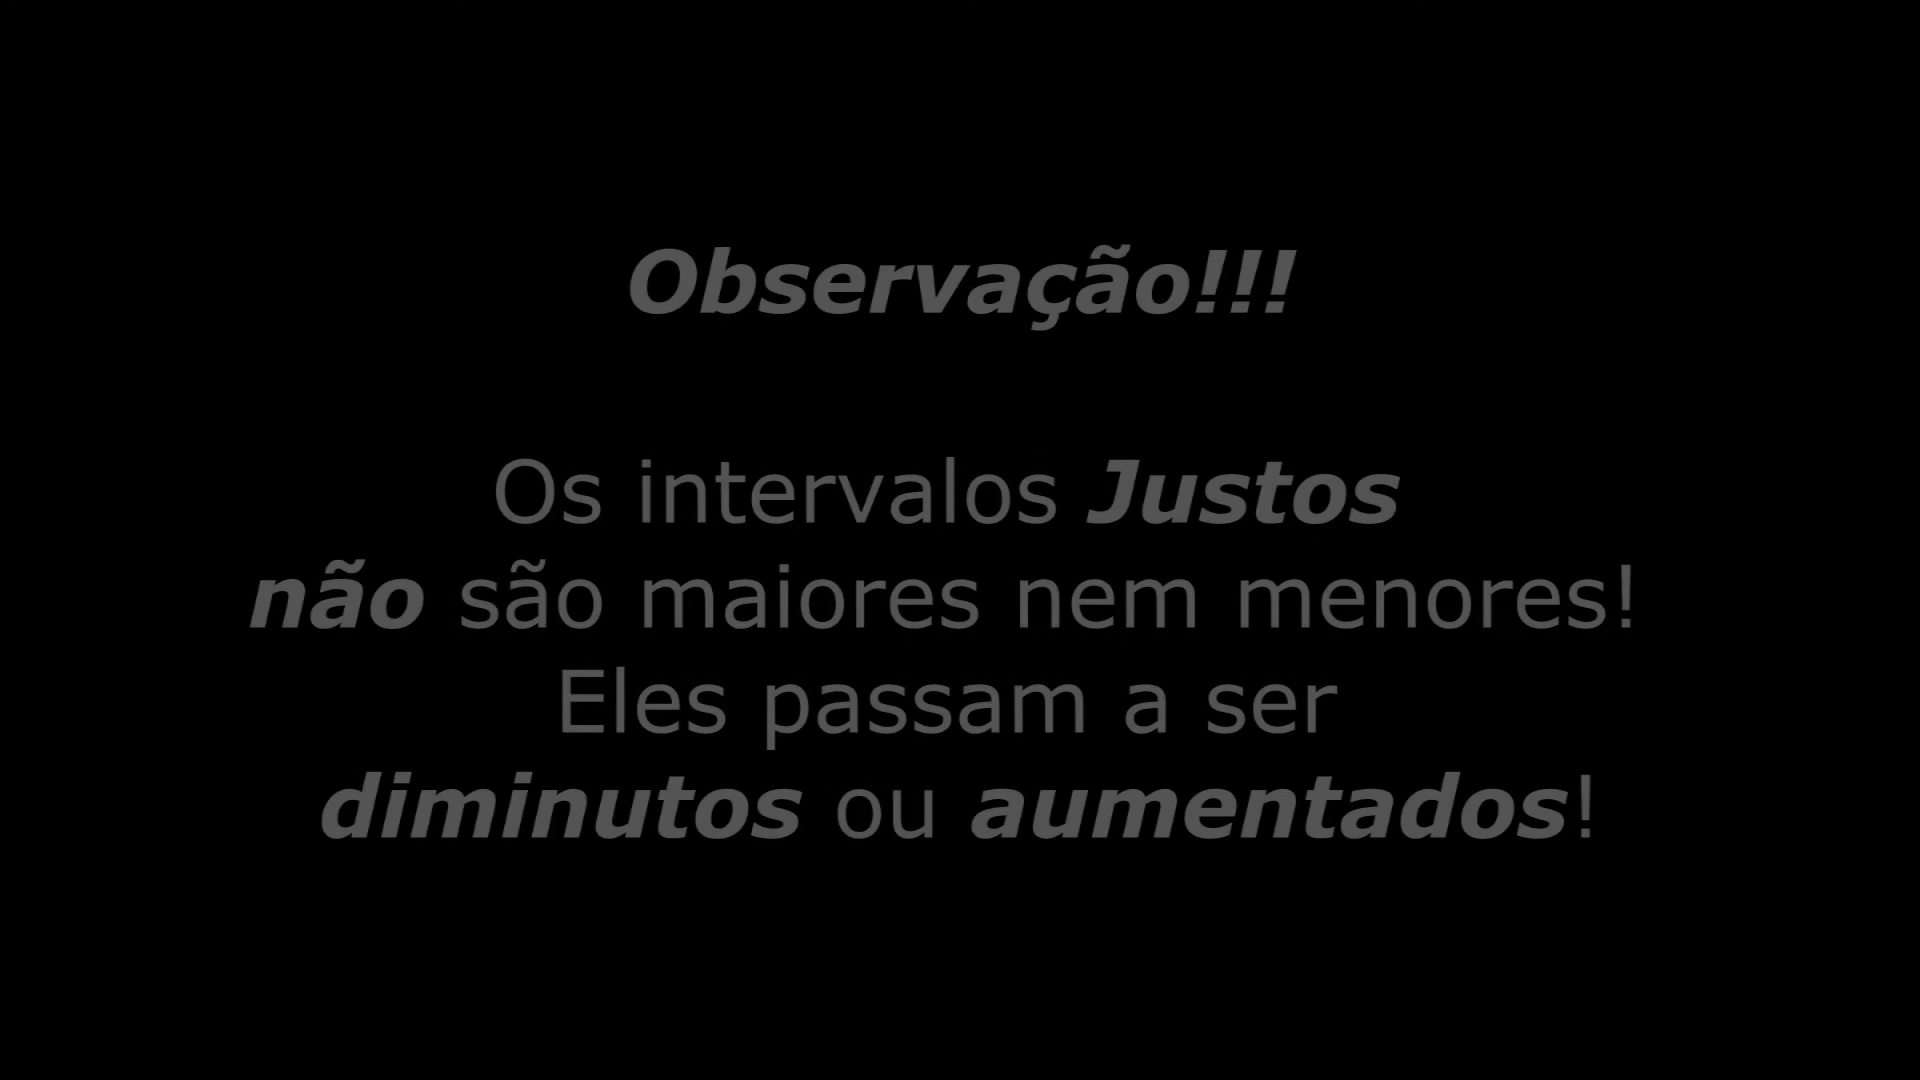 Observação!!!
Os intervalos Justos
não são maiores nem menores!
Eles passam a ser
diminutos ou aumentados!